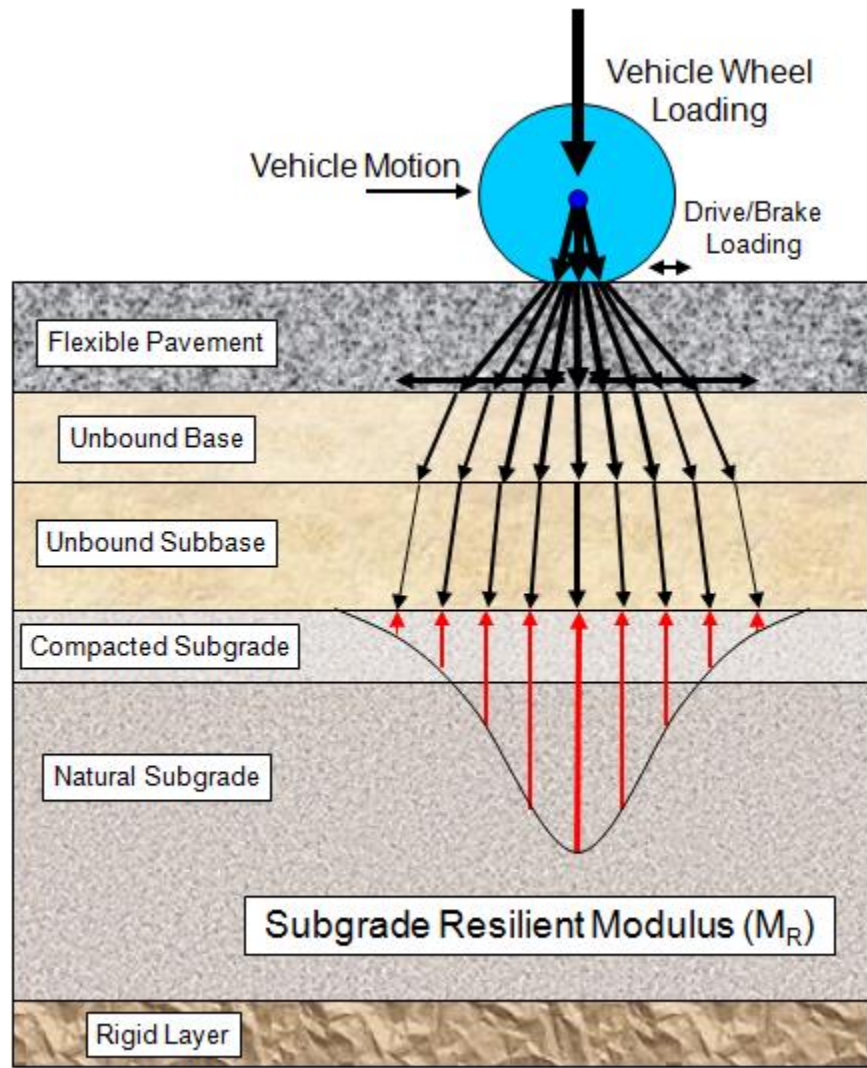 Vehicle Wheel
Loading
Vehicle Motion
Drive/Brake
Loading
Flexible Pavement
Unbound Base
Unbound Subbase
Compacted Subgrade
Natural Subgrade
Subgrade Resilient Modulus (MR)
Rigid Layer